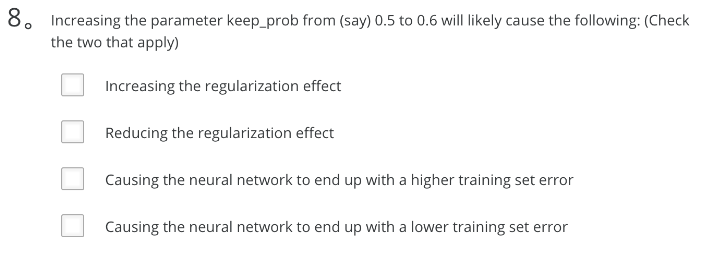 8。 Increasing the parameter keep_prob from (say) 0.5 to 0.6 will likely cause the following: (Check
the two that apply)
Increasing the regularization effect
Reducing the regularization effect
Causing the neural network to end up with a higher training set error
Causing the neural network to end up with a lower training set error